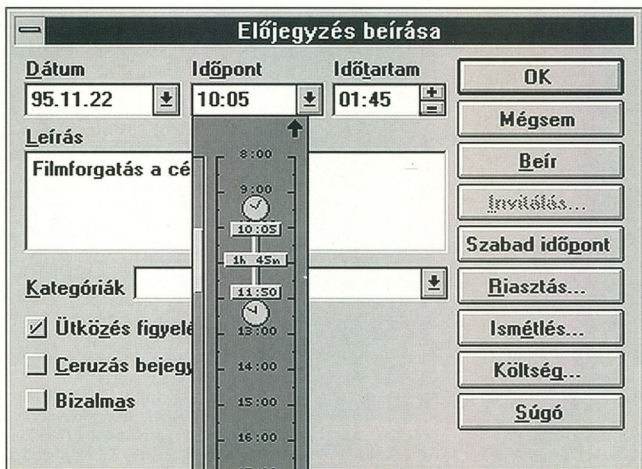 Előjegyzés beírása
Dátum
Időpont
Időtartam
95.11.22
10:05
01:45
Leírás
Filmforgatás a cé
8:00
9:00
10:05
1h 45m
11:50
13:00
14:00
15:00
16:00
Kategóriák
Ütközés figyelé
Ceruzás bejegy
Bizalmas
OK
Mégsem
Beír
Invitálás...
Szabad időpont
Riasztás...
Ismétlés...
Költség...
Súgó